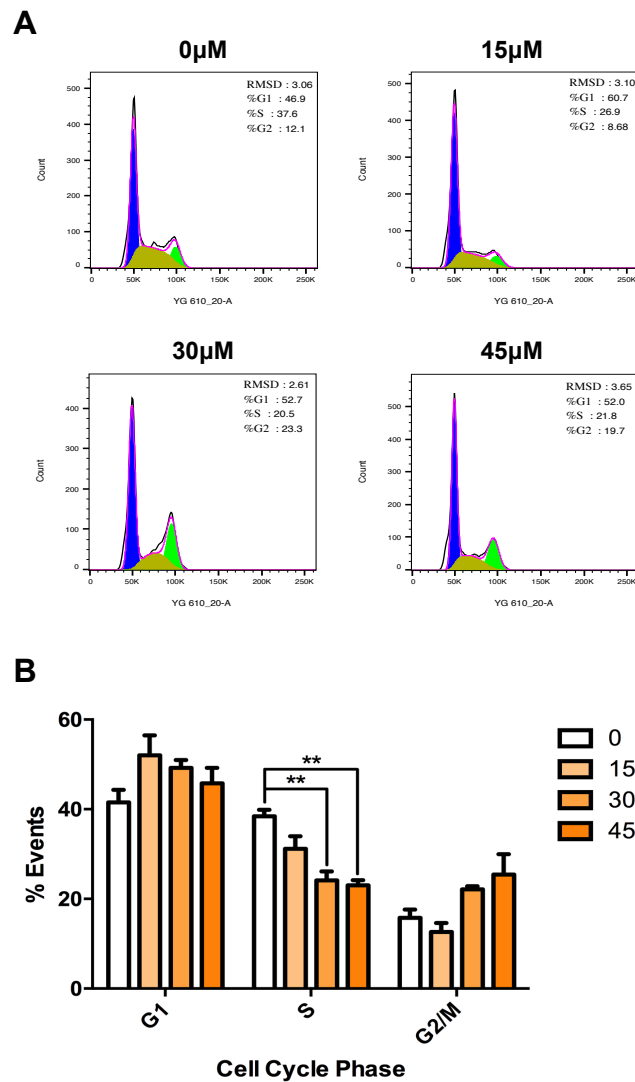 A
0µM
RMSD : 3.06
%G1 : 46.9
%S : 37.6
%G2 : 12.1
500
400
300
200
100
0
Count
0 50K 100K 150K 200K 250K
YG 610_20-A
15µM
RMSD : 3.10
%G1 : 60.7
%S : 26.9
%G2 : 8.68
500
400
300
200
100
0
Count
0 50K 100K 150K 200K 250K
YG 610_20-A
30µM
RMSD : 2.61
%G1 : 52.7
%S : 20.5
%G2 : 23.3
400
300
200
100
0
Count
0 50K 100K 150K 200K 250K
YG 610_20-A
45µM
RMSD : 3.65
%G1 : 52.0
%S : 21.8
%G2 : 19.7
500
400
300
200
100
0
Count
0 50K 100K 150K 200K 250K
YG 610_20-A
B
60
40
20
0
% Events
**
**
G1 S G2/M
Cell Cycle Phase
0
15
30
45